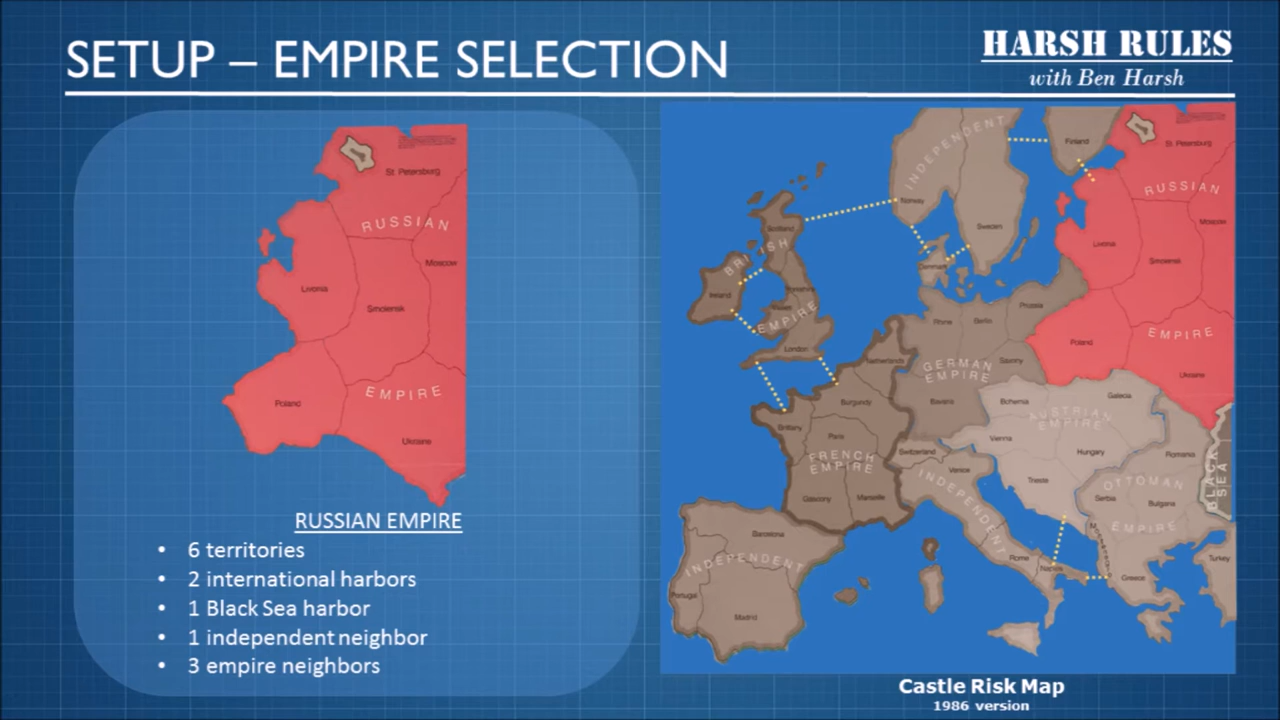 SETUP – EMPIRE SELECTION
HARSH RULES
with Ben Harsh
St. Petersburg
RUSSIAN
Moscow
Livonia
Smolensk
EMPIRE
Poland
Ukraine
RUSSIAN EMPIRE
• 6 territories
• 2 international harbors
• 1 Black Sea harbor
• 1 independent neighbor
• 3 empire neighbors
INDEPENDENT
Finland
St. Petersburg
RUSSIAN
Norway
Moscow
Scotland
Sweden
BRITISH
Livonia
Smolensk
Denmark
Ireland
Yorkshire
Wales
EMPIRE
Prussia
Rhine
Berlin
EMPIRE
London
Poland
Netherlands
GERMAN
EMPIRE
Saxony
Ukraine
Burgundy
Bavaria
Bohemia
Galacia
AUSTRIAN
EMPIRE
Brittany
Paris
Vienna
Switzerland
Hungary
Romania
FRENCH
EMPIRE
BLACK
SEA
Venice
INDEPENDENT
Trieste
OTTOMAN
EMPIRE
Gascony
Marseille
Serbia
Bulgaria
Barcelona
INDEPENDENT
Rome
Naples
Turkey
Greece
Portugal
Madrid
Castle Risk Map
1986 version